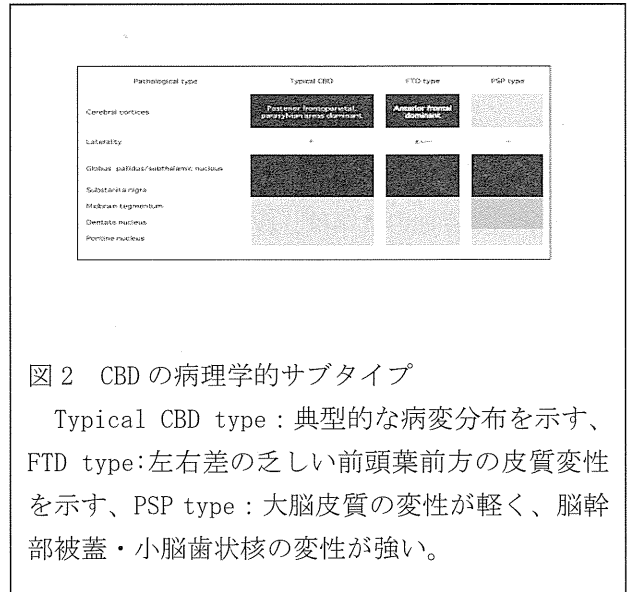 Pathological type Typical CBD FTD type PSP type
Cerebral cortices Posterior frontoparietal, perisylvian areas dominant Anterior frontal dominant
Laterality +
Globus pallidus/subthalamic nucleus
Substantia nigra
Midbrain tegmentum
Dentate nucleus
Pontine nucleus
図2 CBDの病理学的サブタイプ
Typical CBD type：典型的な病変分布を示す、
FTD type:左右差の乏しい前頭葉前方の皮質変性
を示す、PSP type：大脳皮質の変性が軽く、脳幹
部被蓋・小脳歯状核の変性が強い。